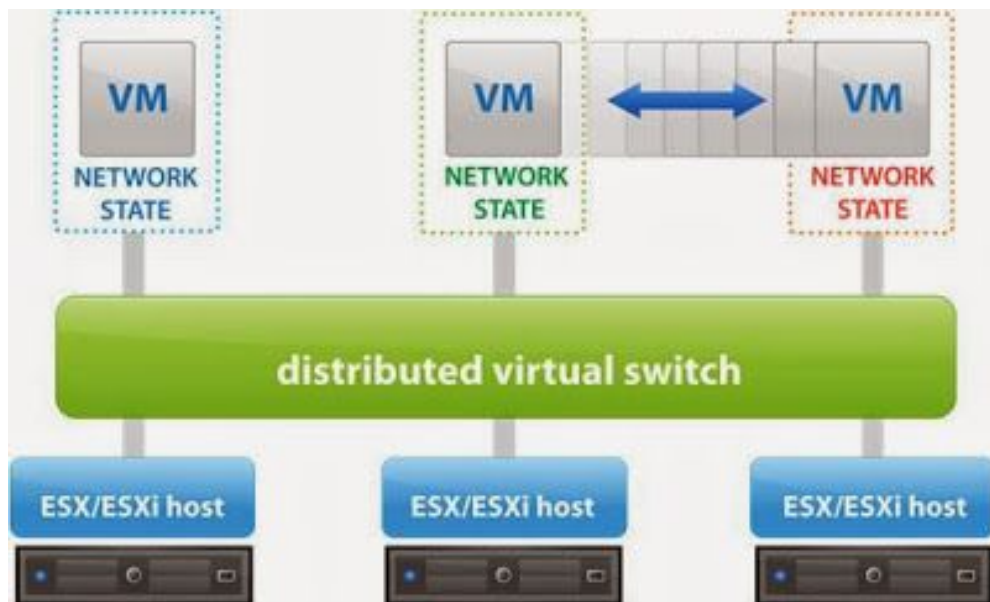 VM
NETWORK
STATE
VM
NETWORK
STATE
VM
NETWORK
STATE
distributed virtual switch
ESX/ESXi host
ESX/ESXi host
ESX/ESXi host